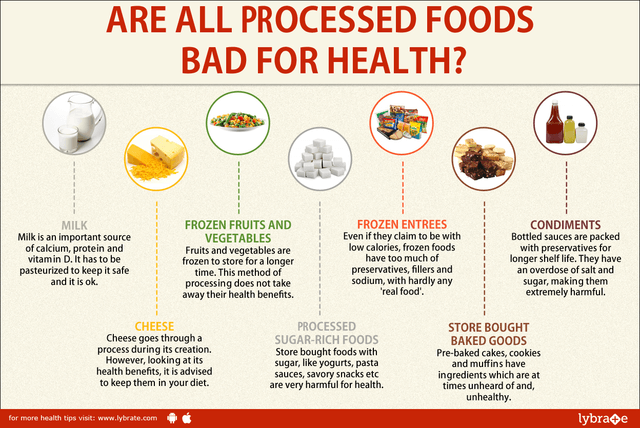 ARE ALL PROCESSED FOODS
BAD FOR HEALTH?
MILK
Milk is an important source
of calcium, protein and
vitamin D. It has to be
pasteurized to keep it safe
and it is ok.
CHEESE
Cheese goes through a
process during its creation.
However, looking at its
health benefits, it is advised
to keep them in your diet.
FROZEN FRUITS AND
VEGETABLES
Fruits and vegetables are
frozen to store for a longer
time. This method of
processing does not take
away their health benefits.
PROCESSED
SUGAR-RICH FOODS
Store bought foods with
sugar, like yogurts, pasta
sauces, savory snacks etc
are very harmful for health.
FROZEN ENTREES
Even if they claim to be with
low calories, frozen foods
have too much of
preservatives, fillers and
sodium, with hardly any
'real food'.
STORE BOUGHT
BAKED GOODS
Pre-baked cakes, cookies
and muffins have
ingredients which are at
times unheard of and,
unhealthy.
CONDIMENTS
Bottled sauces are packed
with preservatives for
longer shelf life. They have
an overdose of salt and
sugar, making them
extremely harmful.
for more health tips visit: www.lybrate.com
lybrate